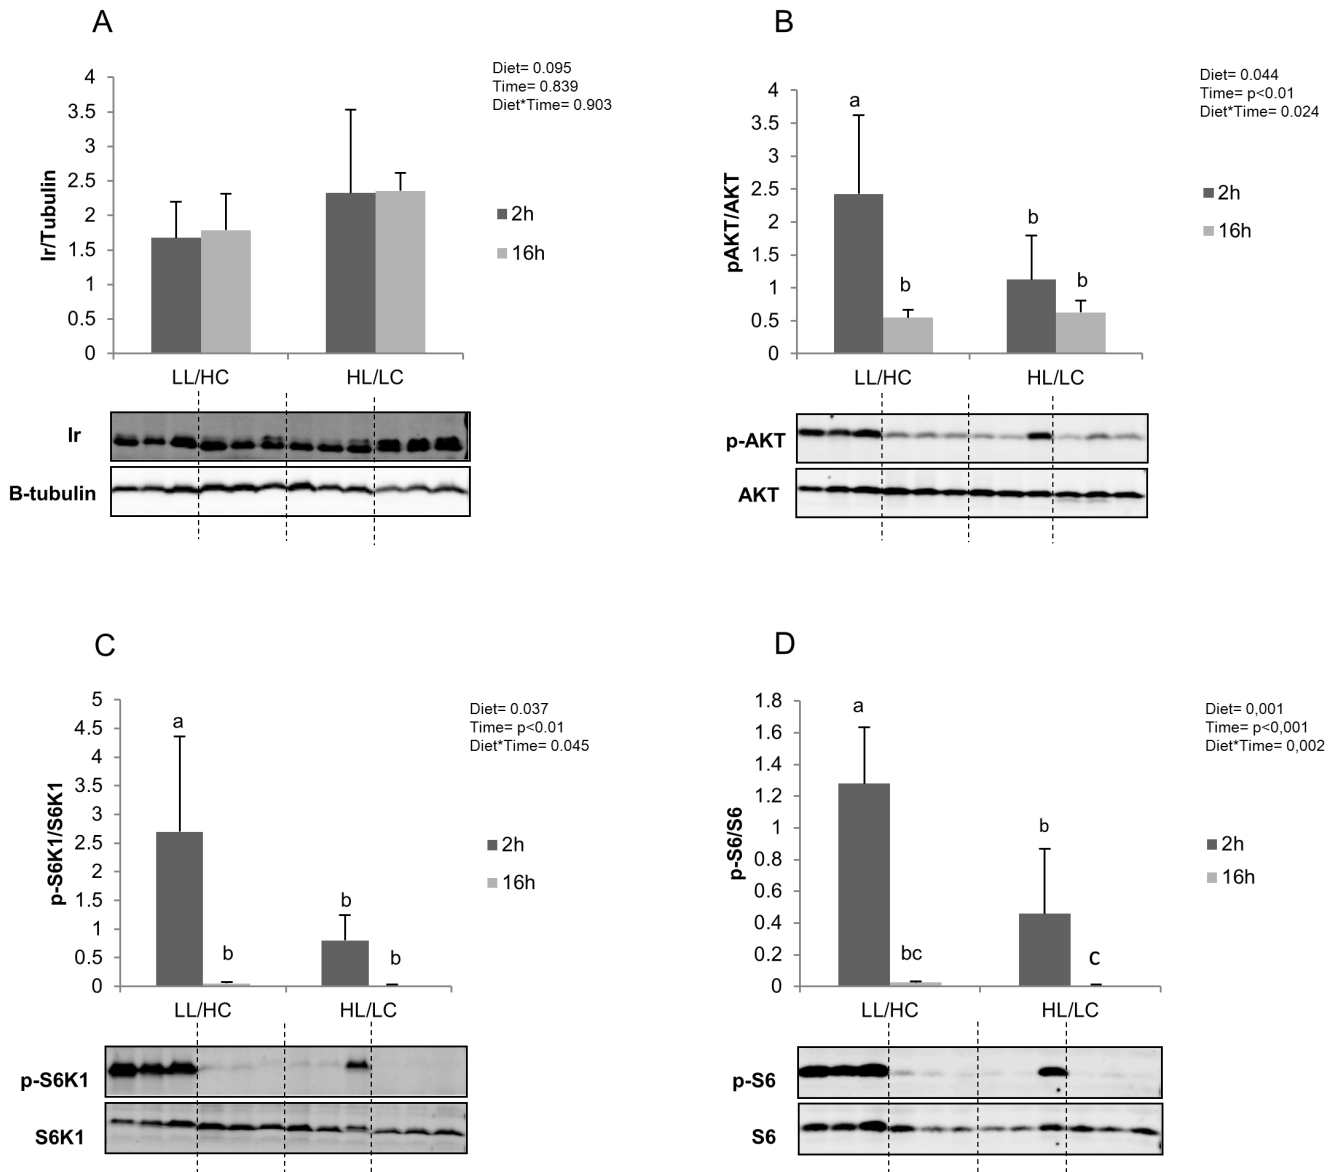 A
Diet= 0.095
Time= 0.839
Diet*Time= 0.903
4
3.5
3
2.5
2
1.5
1
0.5
0
Ir/Tubulin
2h
16h
LL/HC
HL/LC
Ir
B-tubulin
B
Diet= 0.044
Time= p<0.01
Diet*Time= 0.024
4
3.5
3
2.5
2
1.5
1
0.5
0
pAKT/AKT
a
b
b
b
2h
16h
LL/HC
HL/LC
p-AKT
AKT
C
Diet= 0.037
Time= p<0.01
Diet*Time= 0.045
5
4.5
4
3.5
3
2.5
2
1.5
1
0.5
0
p-S6K1/S6K1
a
b
b
b
2h
16h
LL/HC
HL/LC
p-S6K1
S6K1
D
Diet= 0,001
Time= p<0,001
Diet*Time= 0,002
1.8
1.6
1.4
1.2
1
0.8
0.6
0.4
0.2
0
p-S6/S6
a
bc
b
c
2h
16h
LL/HC
HL/LC
p-S6
S6